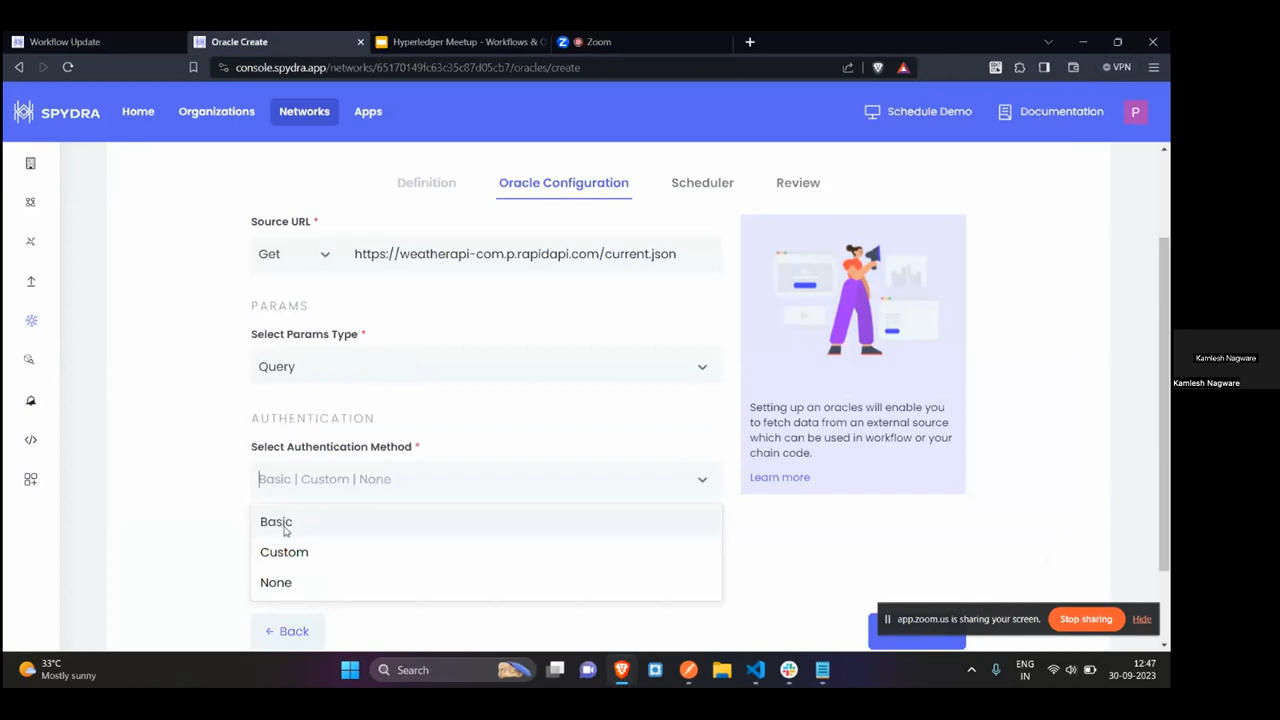 Workflow Update
Oracle Create
Hyperledger Meetup - Workflows & O
Zoom
console.spydra.app/networks/65170149fc63c35c87d05cb7/oracles/create
VPN
SPYDRA
Home
Organizations
Networks
Apps
Schedule Demo
Documentation
P
Definition
Oracle Configuration
Scheduler
Review
Source URL *
Get
https://weatherapi-com.p.rapidapi.com/current.json
PARAMS
Select Params Type *
Query
AUTHENTICATION
Select Authentication Method *
Basic | Custom | None
Basic
Custom
None
← Back
Setting up an oracles will enable you
to fetch data from an external source
which can be used in workflow or your
chain code.
Learn more
Kamlesh Nagware
Kamlesh Nagware
app.zoom.us is sharing your screen.
Stop sharing
Hide
33°C
Mostly sunny
Search
ENG
IN
12:47
30-09-2023